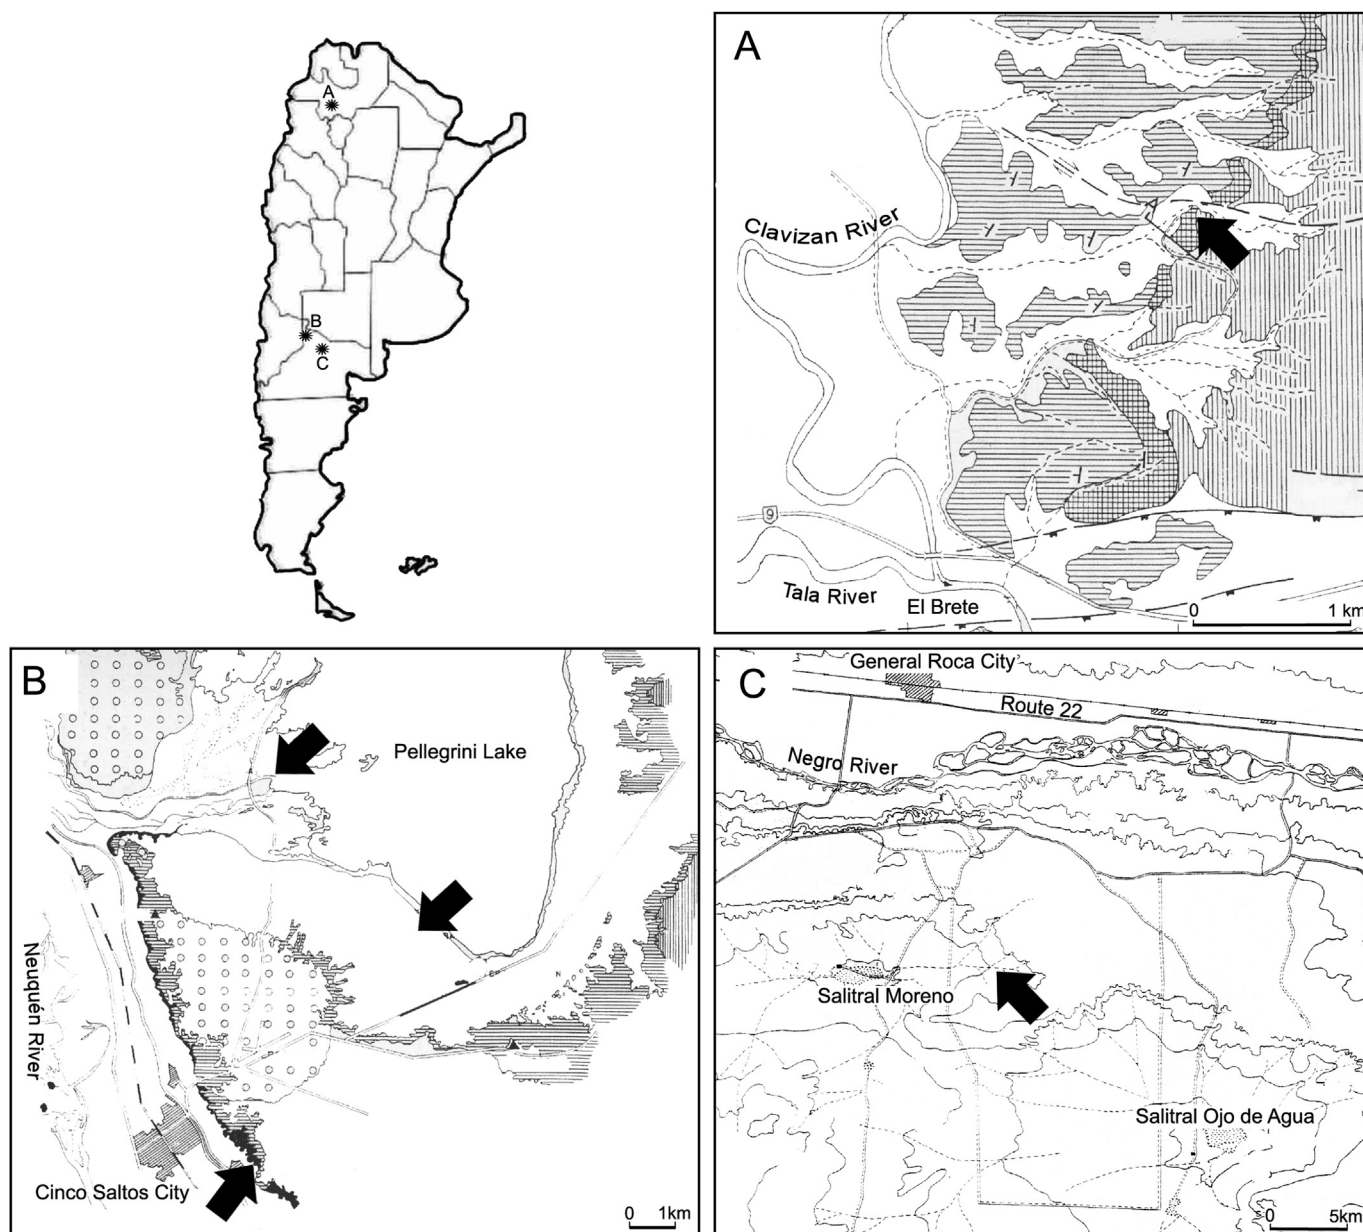 A
B
C
A
Clavizan River
9
Tala River
El Brete
0 1 km
B
Pellegrini Lake
Neuquén River
Cinco Saltos City
0 1km
C
General Roca City
Route 22
Negro River
Salitral Moreno
Salitral Ojo de Agua
0 5km